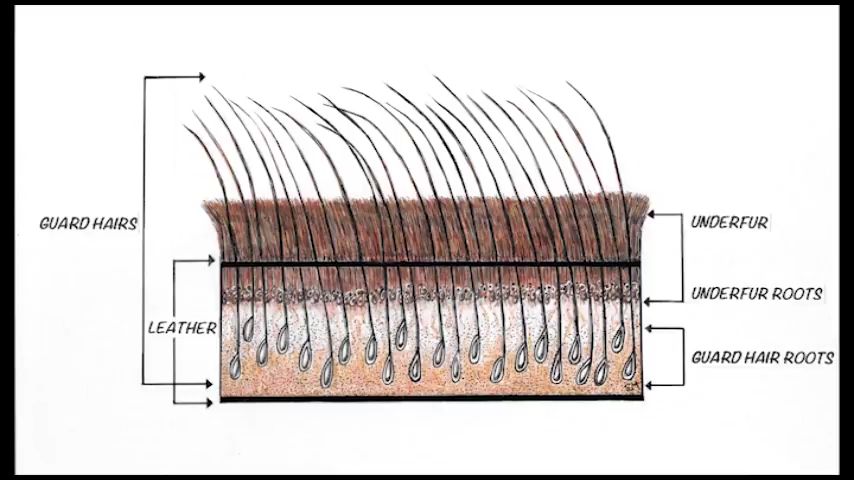 GUARD HAIRS
LEATHER
UNDERFUR
UNDERFUR ROOTS
GUARD HAIR ROOTS